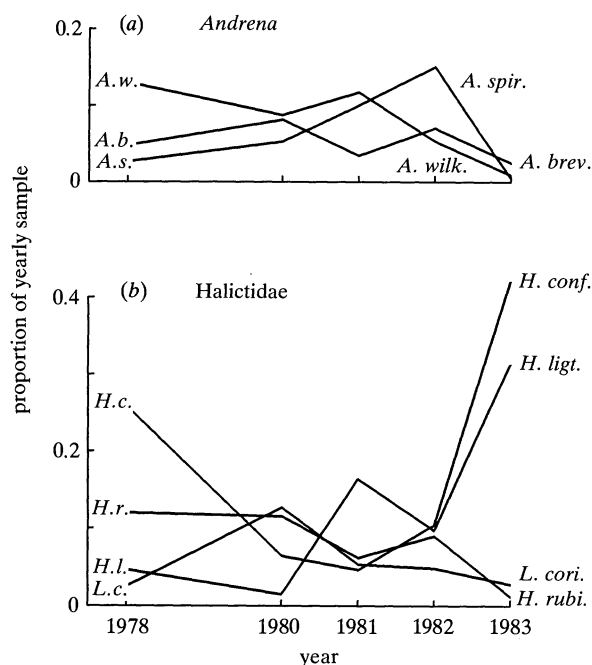 0.2
(a) Andrena
A.w.
A. spir.
A.b.
A.s.
A. wilk.
A. brev.
0
proportion of yearly sample
(b) Halictidae
H. conf.
0.4
H. ligt.
H.c.
0.2
H.r.
H.l.
L.c.
L. cori.
0
H. rubi.
1978 1980 1981 1982 1983
year